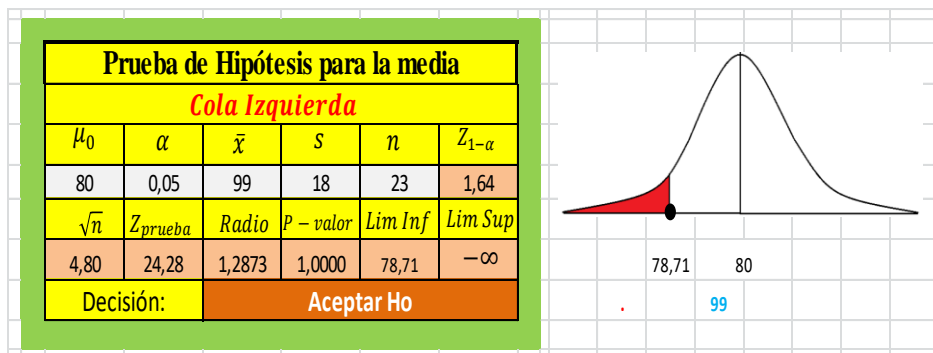 Prueba de Hipótesis para la media
Cola Izquierda
μ₀ α x̄ s n Z₁₋α
80 0,05 99 18 23 1,64
√n Zprueba Radio P − valor Lim Inf Lim Sup
4,80 24,28 1,2873 1,0000 78,71 −∞
Decisión: Aceptar Ho
78,71 80
. 99